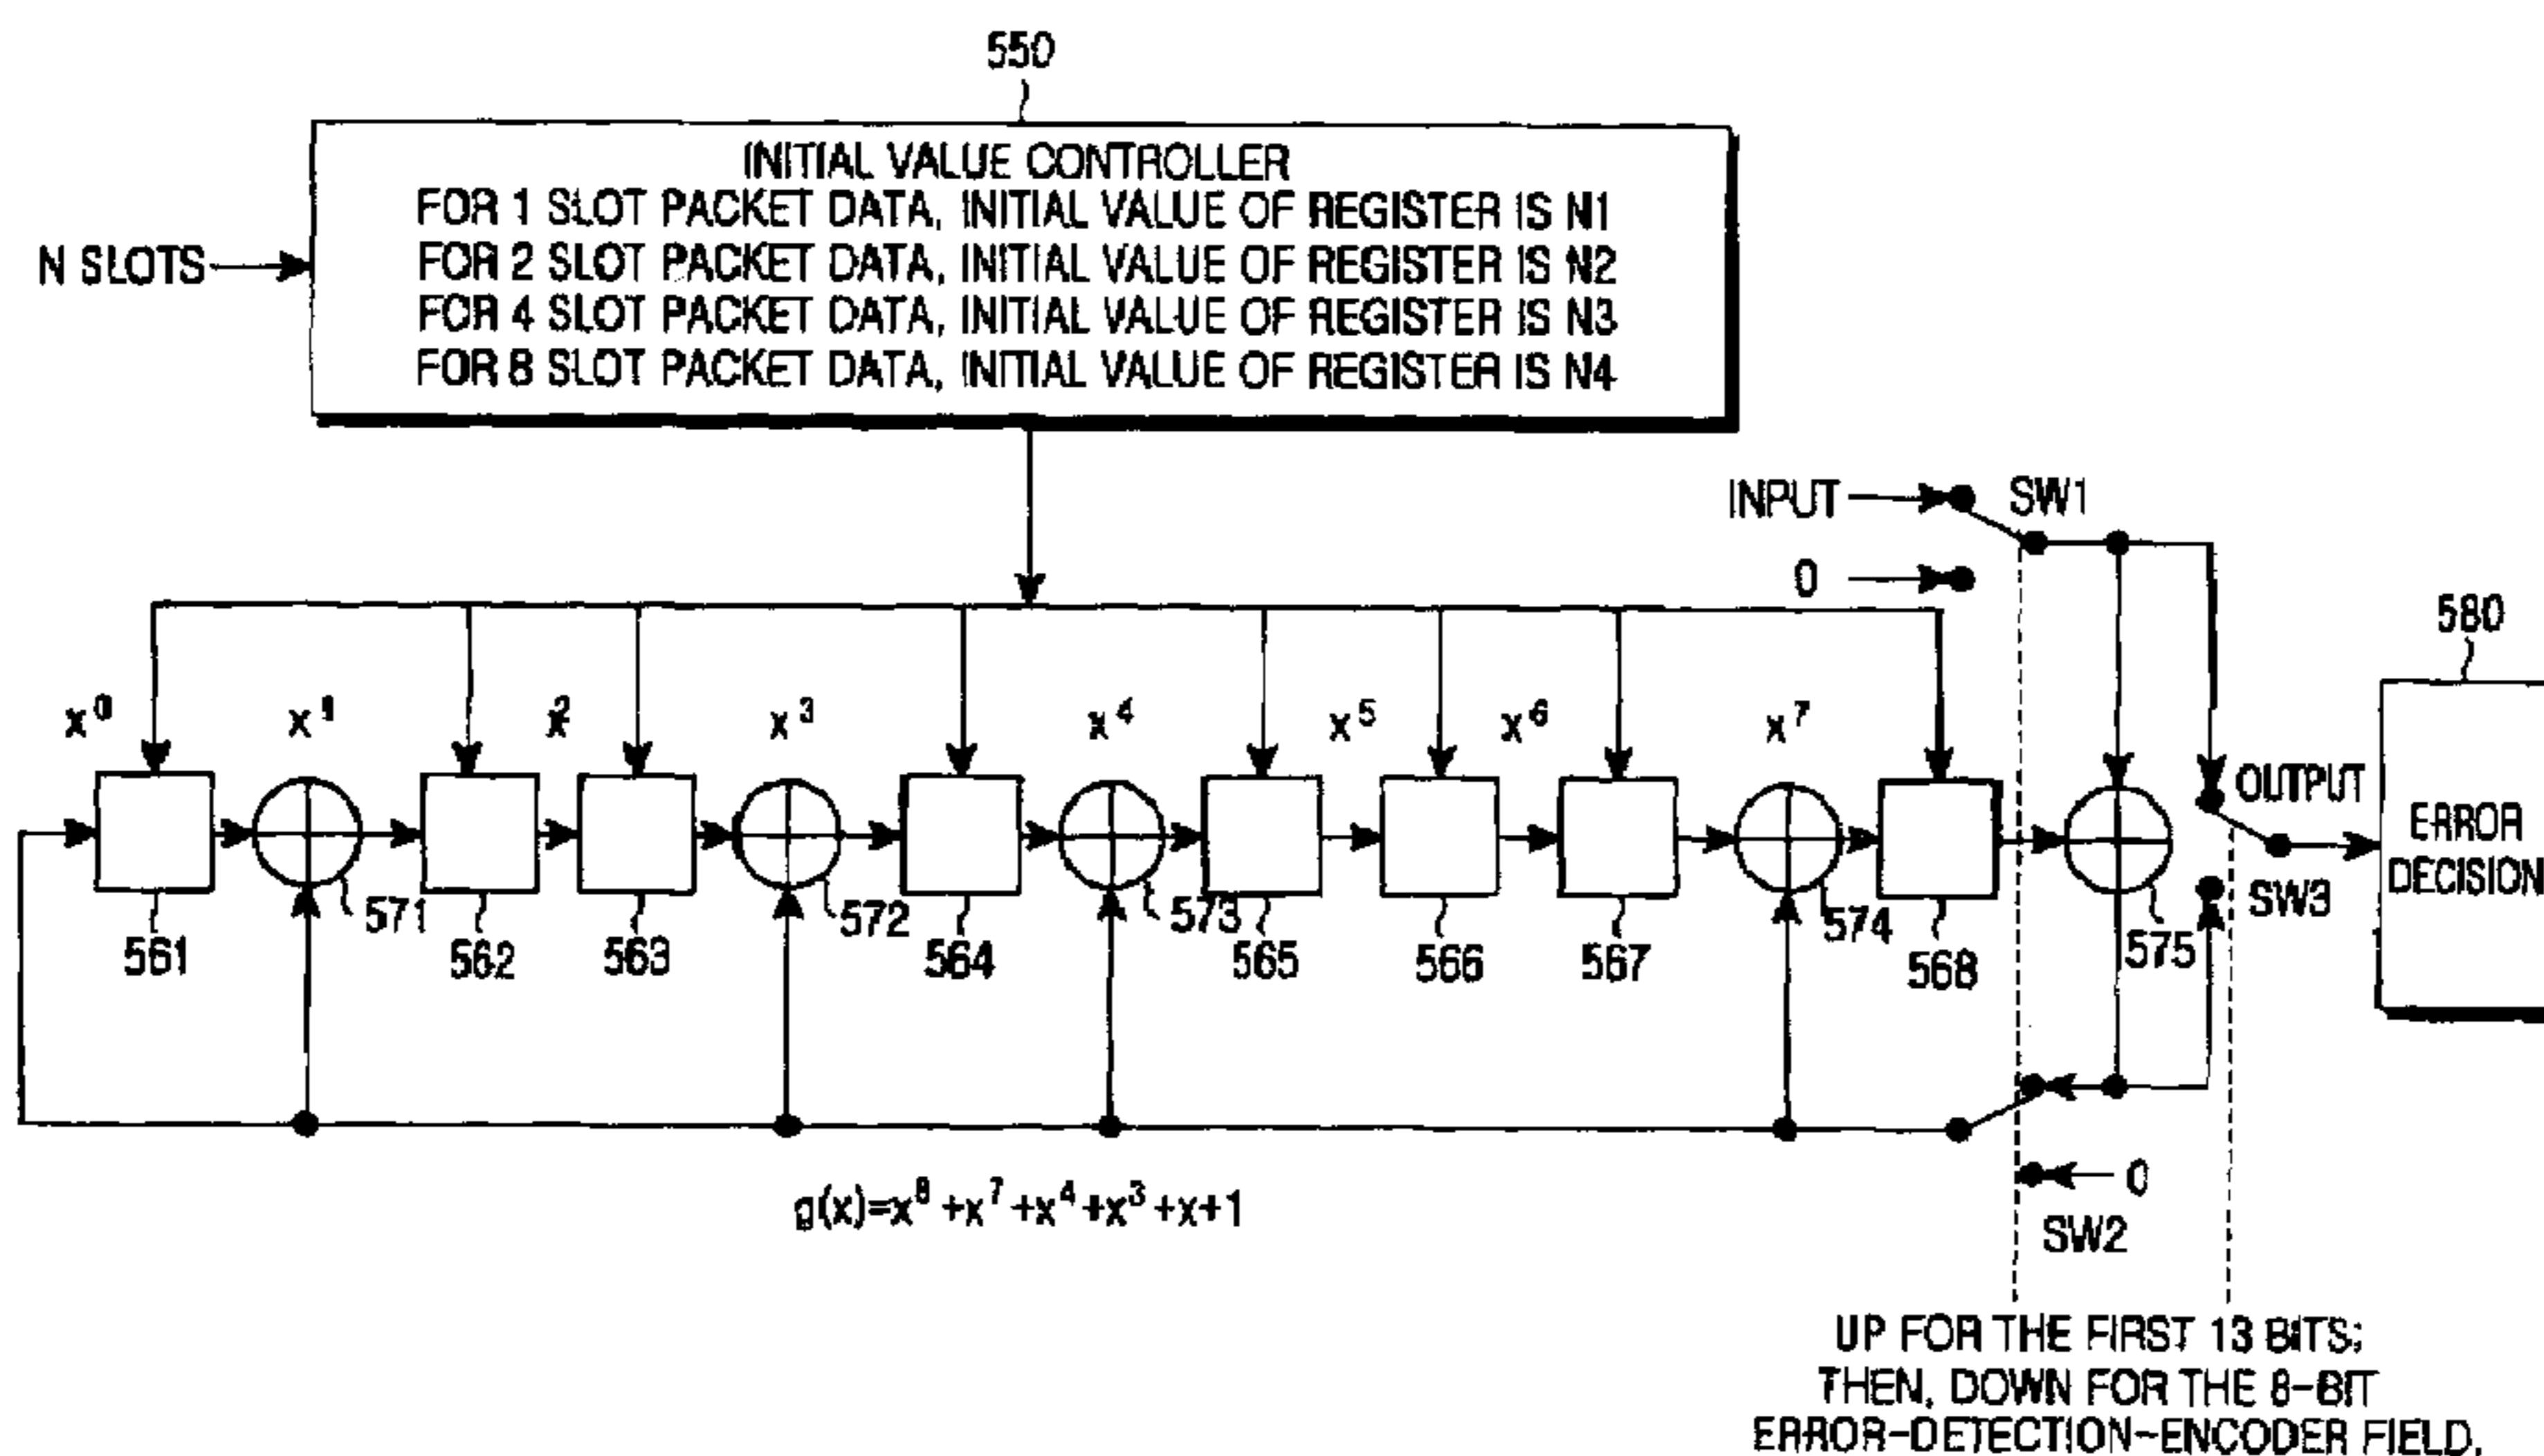 550
INITIAL VALUE CONTROLLER
FOR 1 SLOT PACKET DATA, INITIAL VALUE OF REGISTER IS N1
FOR 2 SLOT PACKET DATA, INITIAL VALUE OF REGISTER IS N2
FOR 4 SLOT PACKET DATA, INITIAL VALUE OF REGISTER IS N3
FOR 8 SLOT PACKET DATA, INITIAL VALUE OF REGISTER IS N4
N SLOTS
INPUT
SW1
0
580
x⁰ x¹ x² x³ x⁴ x⁵ x⁶ x⁷
OUTPUT
ERROR
DECISION
SW3
571 572 573 574 575
561 562 563 564 565 566 567 568
0
g(x)=x⁸+x⁷+x⁴+x³+x+1
SW2
UP FOR THE FIRST 13 BITS;
THEN, DOWN FOR THE 8-BIT
ERROR-DETECTION-ENCODER FIELD.